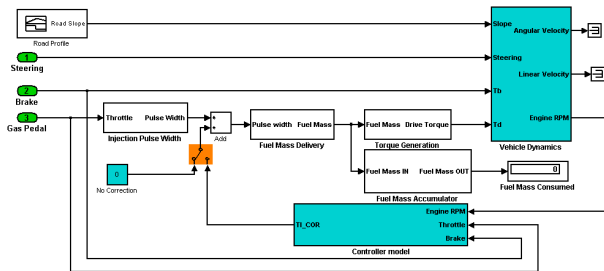 Road Slope
Road Profile
1
Steering
2
Brake
3
Gas Pedal
Throttle Pulse Width
Injection Pulse Width
+
+
Add
0
No Correction
Pulse width Fuel Mass
Fuel Mass Delivery
Fuel Mass Drive Torque
Torque Generation
Fuel Mass IN Fuel Mass OUT
Fuel Mass Accumulator
0
Fuel Mass Consumed
Slope
Angular Velocity
Steering
Linear Velocity
Tb
Engine RPM
Td
Vehicle Dynamics
Engine RPM
TI_COR Throttle
Brake
Controller model